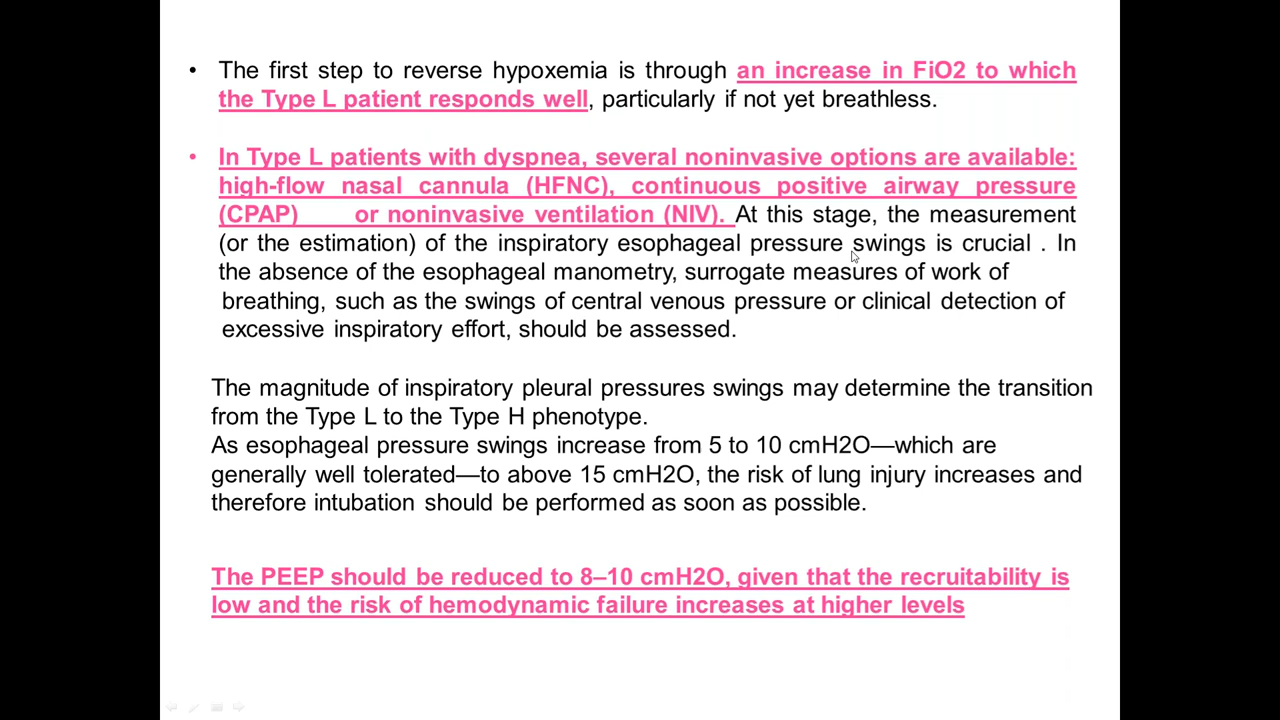 • The first step to reverse hypoxemia is through an increase in FiO2 to which
the Type L patient responds well, particularly if not yet breathless.
• In Type L patients with dyspnea, several noninvasive options are available:
high-flow nasal cannula (HFNC), continuous positive airway pressure
(CPAP) or noninvasive ventilation (NIV). At this stage, the measurement
(or the estimation) of the inspiratory esophageal pressure swings is crucial . In
the absence of the esophageal manometry, surrogate measures of work of
breathing, such as the swings of central venous pressure or clinical detection of
excessive inspiratory effort, should be assessed.
The magnitude of inspiratory pleural pressures swings may determine the transition
from the Type L to the Type H phenotype.
As esophageal pressure swings increase from 5 to 10 cmH2O—which are
generally well tolerated—to above 15 cmH2O, the risk of lung injury increases and
therefore intubation should be performed as soon as possible.
The PEEP should be reduced to 8–10 cmH2O, given that the recruitability is
low and the risk of hemodynamic failure increases at higher levels